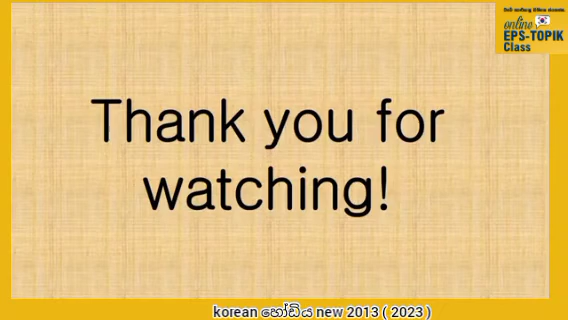 online
EPS-TOPIK
Class
Thank you for
watching!
korean හෝඩිය new 2013 ( 2023 )